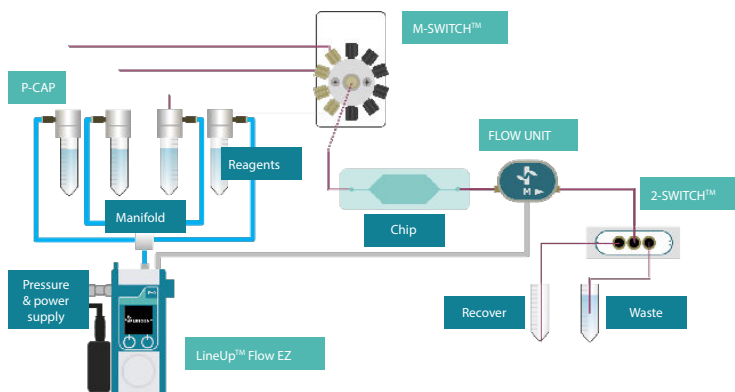 M-SWITCH™
P-CAP
FLOW UNIT
Reagents
2-SWITCH™
Manifold
Chip
M
Pressure
& power
supply
Recover
Waste
LineUp™ Flow EZ